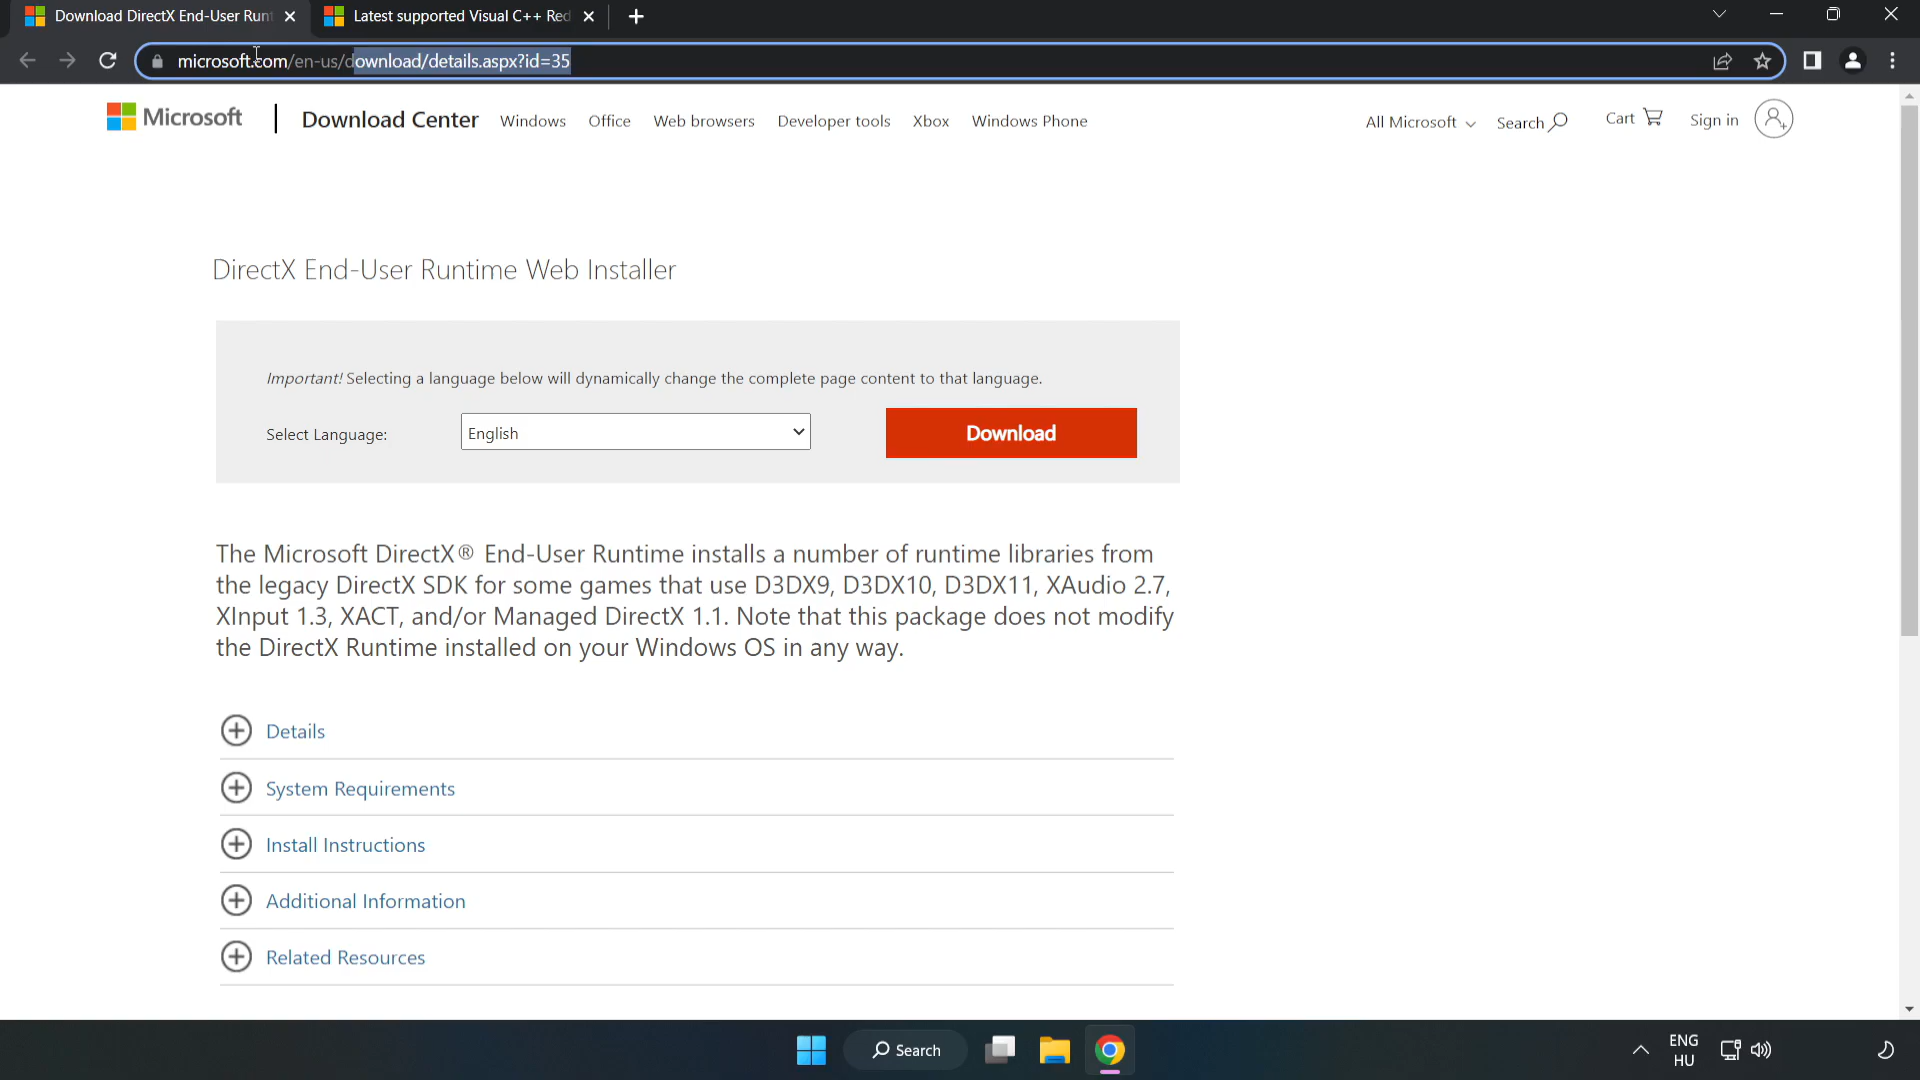 Download DirectX End-User Runt
Latest supported Visual C++ Red
microsoft.com/en-us/download/details.aspx?id=35
Microsoft
Download Center
Windows
Office
Web browsers
Developer tools
Xbox
Windows Phone
All Microsoft
Search
Cart
Sign in
DirectX End-User Runtime Web Installer
Important! Selecting a language below will dynamically change the complete page content to that language.
Select Language:
English
Download
The Microsoft DirectX® End-User Runtime installs a number of runtime libraries from
the legacy DirectX SDK for some games that use D3DX9, D3DX10, D3DX11, XAudio 2.7,
XInput 1.3, XACT, and/or Managed DirectX 1.1. Note that this package does not modify
the DirectX Runtime installed on your Windows OS in any way.
Details
System Requirements
Install Instructions
Additional Information
Related Resources
Search
ENG
HU